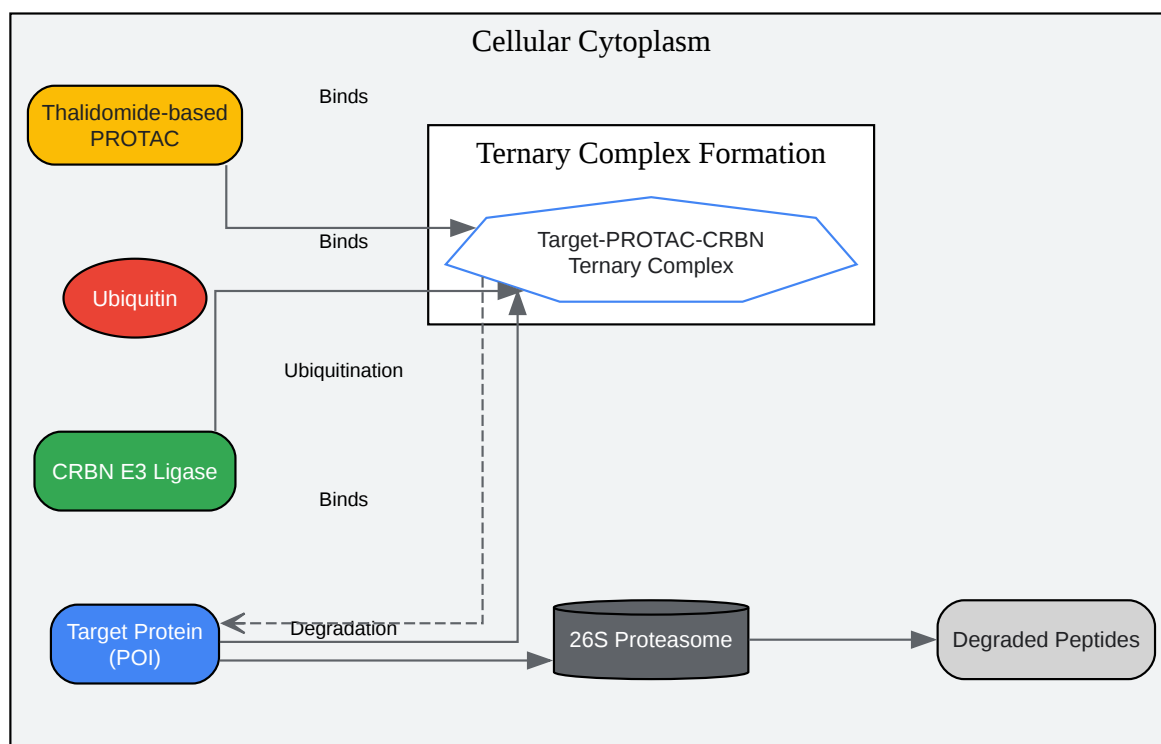 Cellular Cytoplasm
Thalidomide-based
PROTAC
Binds
Ternary Complex Formation
Target-PROTAC-CRBN
Ternary Complex
Binds
Ubiquitin
Ubiquitination
CRBN E3 Ligase
Binds
Target Protein
(POI)
Degradation
26S Proteasome
Degraded Peptides